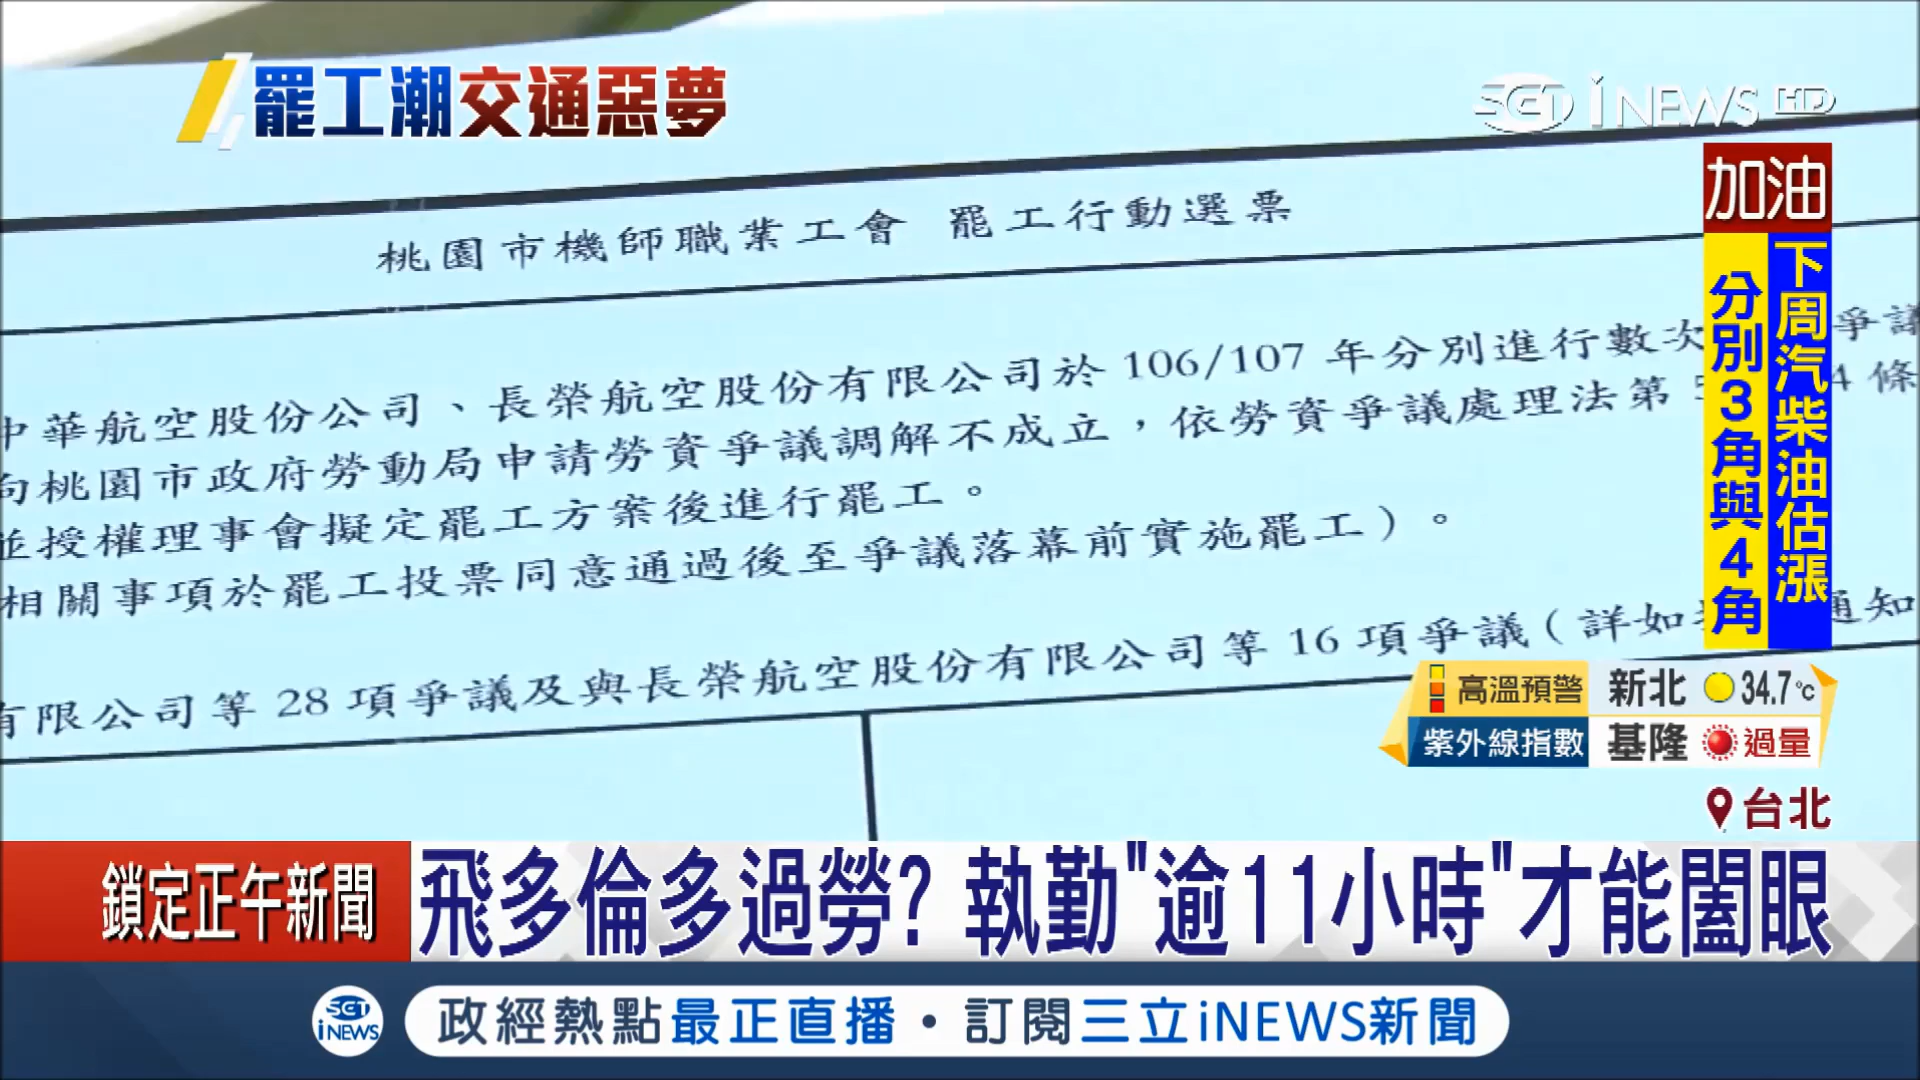 罷工潮交通惡夢
SET iNEWS HD
桃園市機師職業工會 罷工行動選票
中華航空股份公司、長榮航空股份有限公司於 106/107 年分別進行數次 爭議
向桃園市政府勞動局申請勞資爭議調解不成立，依勞資爭議處理法第 5 4 條
並授權理事會擬定罷工方案後進行罷工。
相關事項於罷工投票同意通過後至爭議落幕前實施罷工）。
有限公司等 28 項爭議及與長榮航空股份有限公司等 16 項爭議（詳如 通知
加油
下周汽柴油估漲
分別3角與4角
高溫預警 新北 34.7℃
紫外線指數 基隆 過量
台北
鎖定正午新聞
飛多倫多過勞? 執勤"逾11小時"才能闔眼
SET iNEWS
政經熱點最正直播・訂閱三立iNEWS新聞